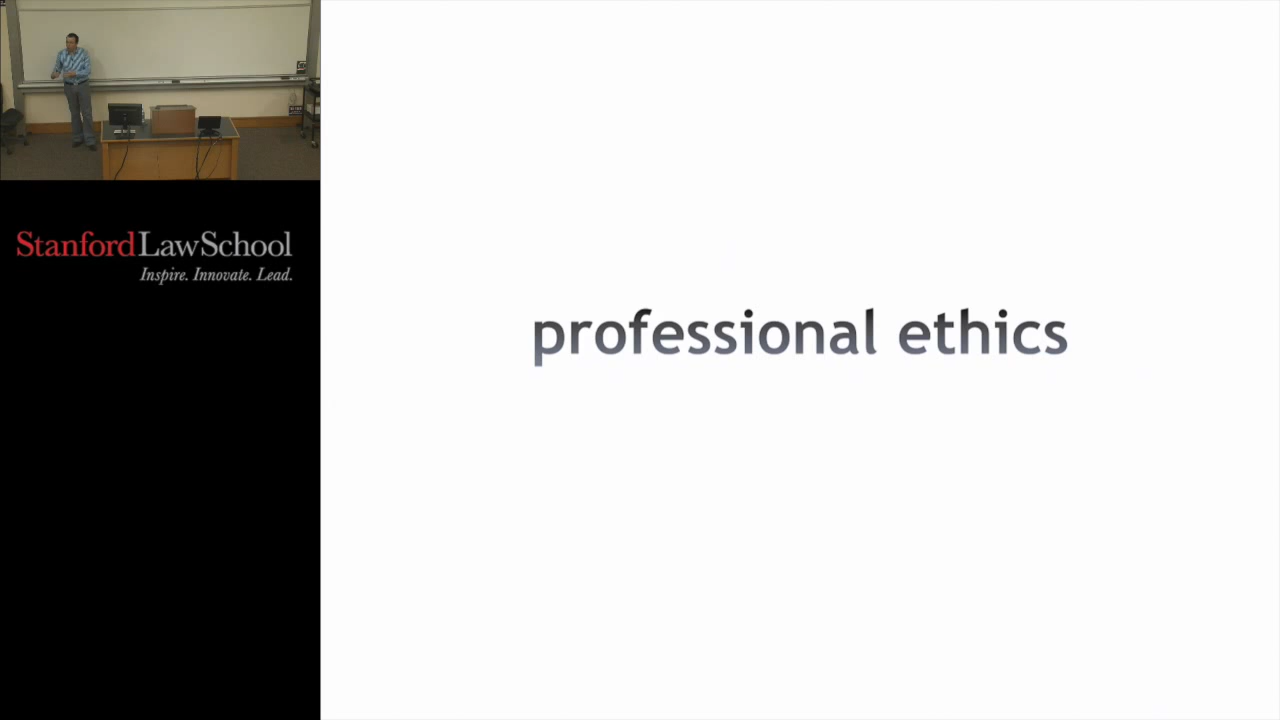 StanfordLawSchool
Inspire. Innovate. Lead.
professional ethics